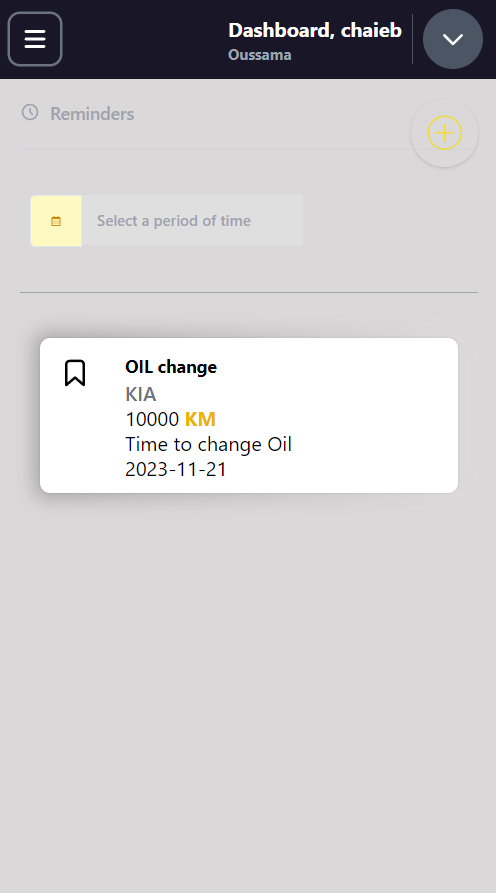 Dashboard, chaieb
Oussama
Reminders
Select a period of time
OIL change
KIA
10000 KM
Time to change Oil
2023-11-21